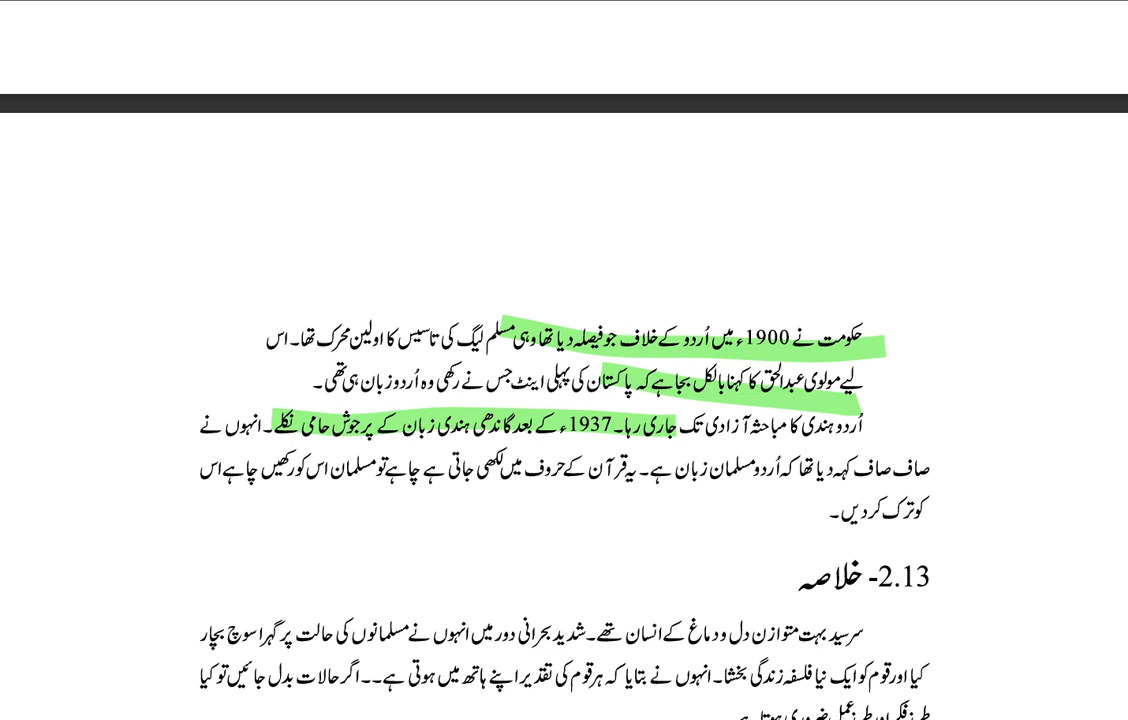 حکومت نے 1900ء میں اُردو کے خلاف جو فیصلہ دیا تھا وہی مسلم لیگ کی تاسیس کا اولین محرک تھا۔ اس
لیے مولوی عبدالحق کا کہنا بالکل بجا ہے کہ پاکستان کی پہلی اینٹ جس نے رکھی وہ اُردو زبان ہی تھی۔
اُردو ہندی کا مباحثہ آزادی تک جاری رہا۔ 1937ء کے بعد گاندھی ہندی زبان کے پرجوش حامی نکلے۔ انہوں نے
صاف صاف کہہ دیا تھا کہ اُردو مسلمان زبان ہے۔ یہ قرآن کے حروف میں لکھی جاتی ہے چاہے تو مسلمان اس کو رکھیں چاہے اس
کو ترک کر دیں۔
2.13- خلاصہ
سرسید بہت متوازن دل و دماغ کے انسان تھے۔ شدید بحرانی دور میں انہوں نے مسلمانوں کی حالت پر گہرا سوچ بچار
کیا اور قوم کو ایک نیا فلسفہ زندگی بخشا۔ انہوں نے بتایا کہ ہر قوم کی تقدیر اپنے ہاتھ میں ہوتی ہے۔۔ اگر حالات بدل جائیں تو کیا